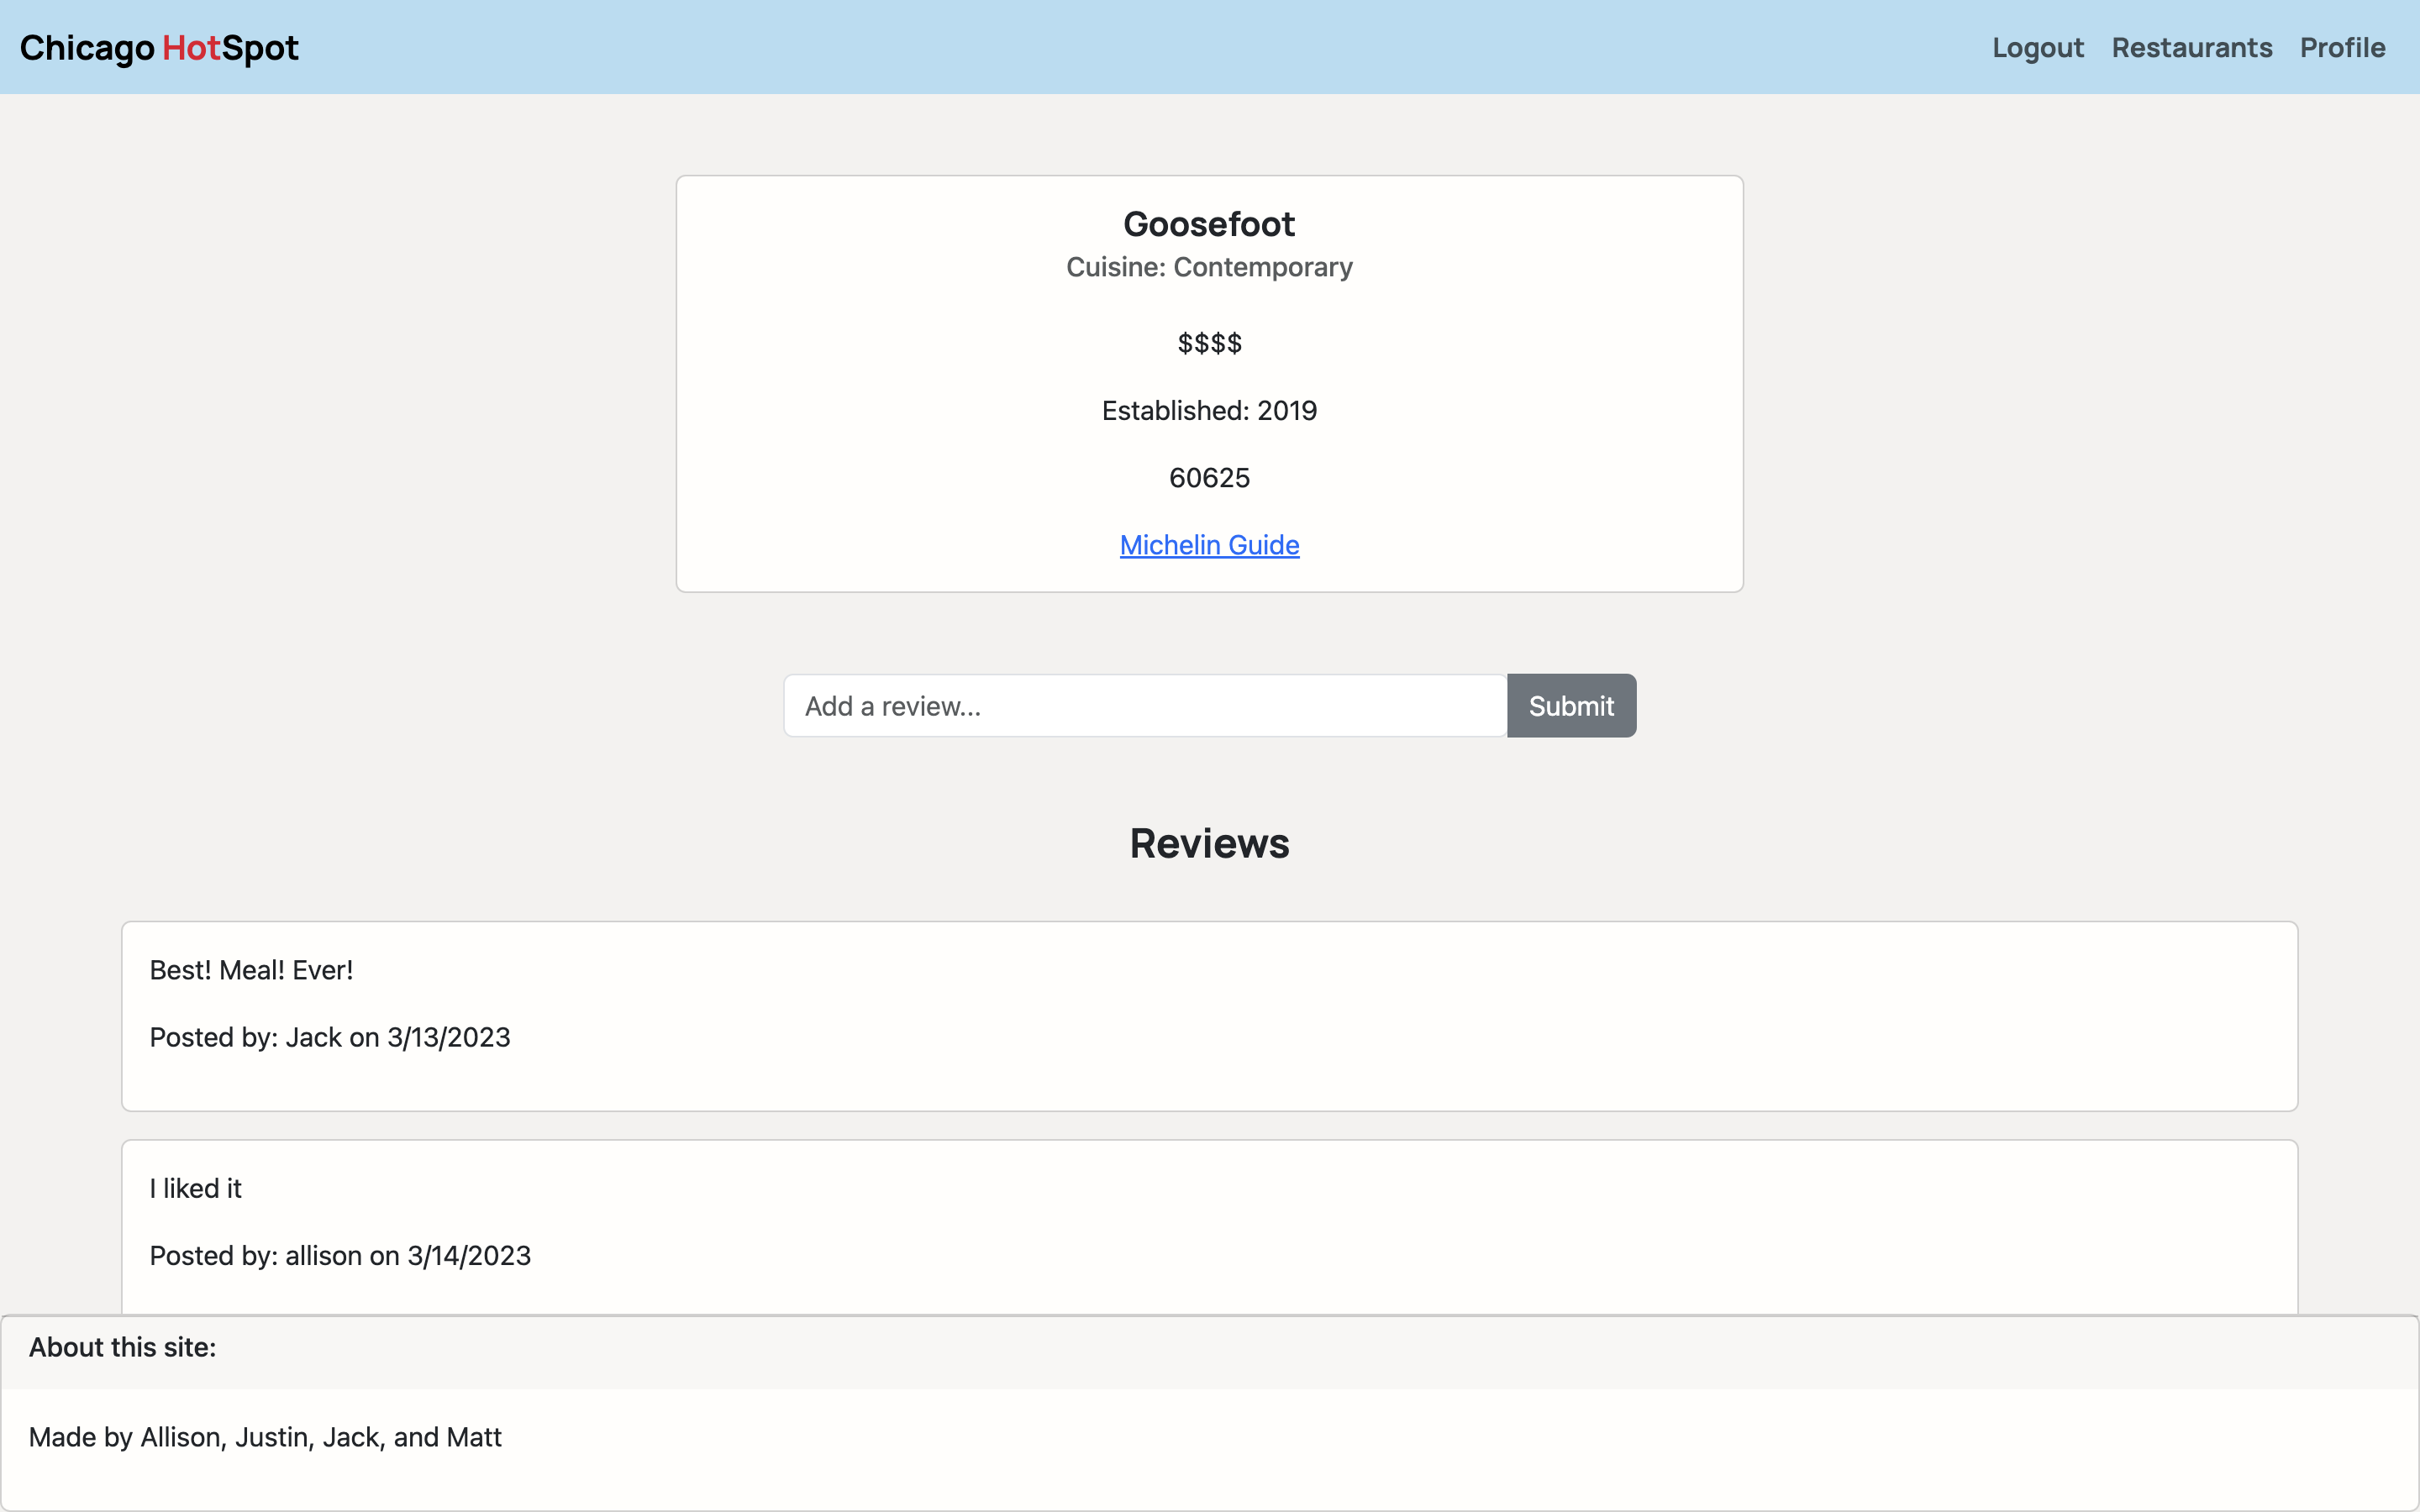 Chicago HotSpot
Logout Restaurants Profile
Goosefoot
Cuisine: Contemporary
$$$$
Established: 2019
60625
Michelin Guide
Add a review...
Submit
Reviews
Best! Meal! Ever!
Posted by: Jack on 3/13/2023
I liked it
Posted by: allison on 3/14/2023
About this site:
Made by Allison, Justin, Jack, and Matt